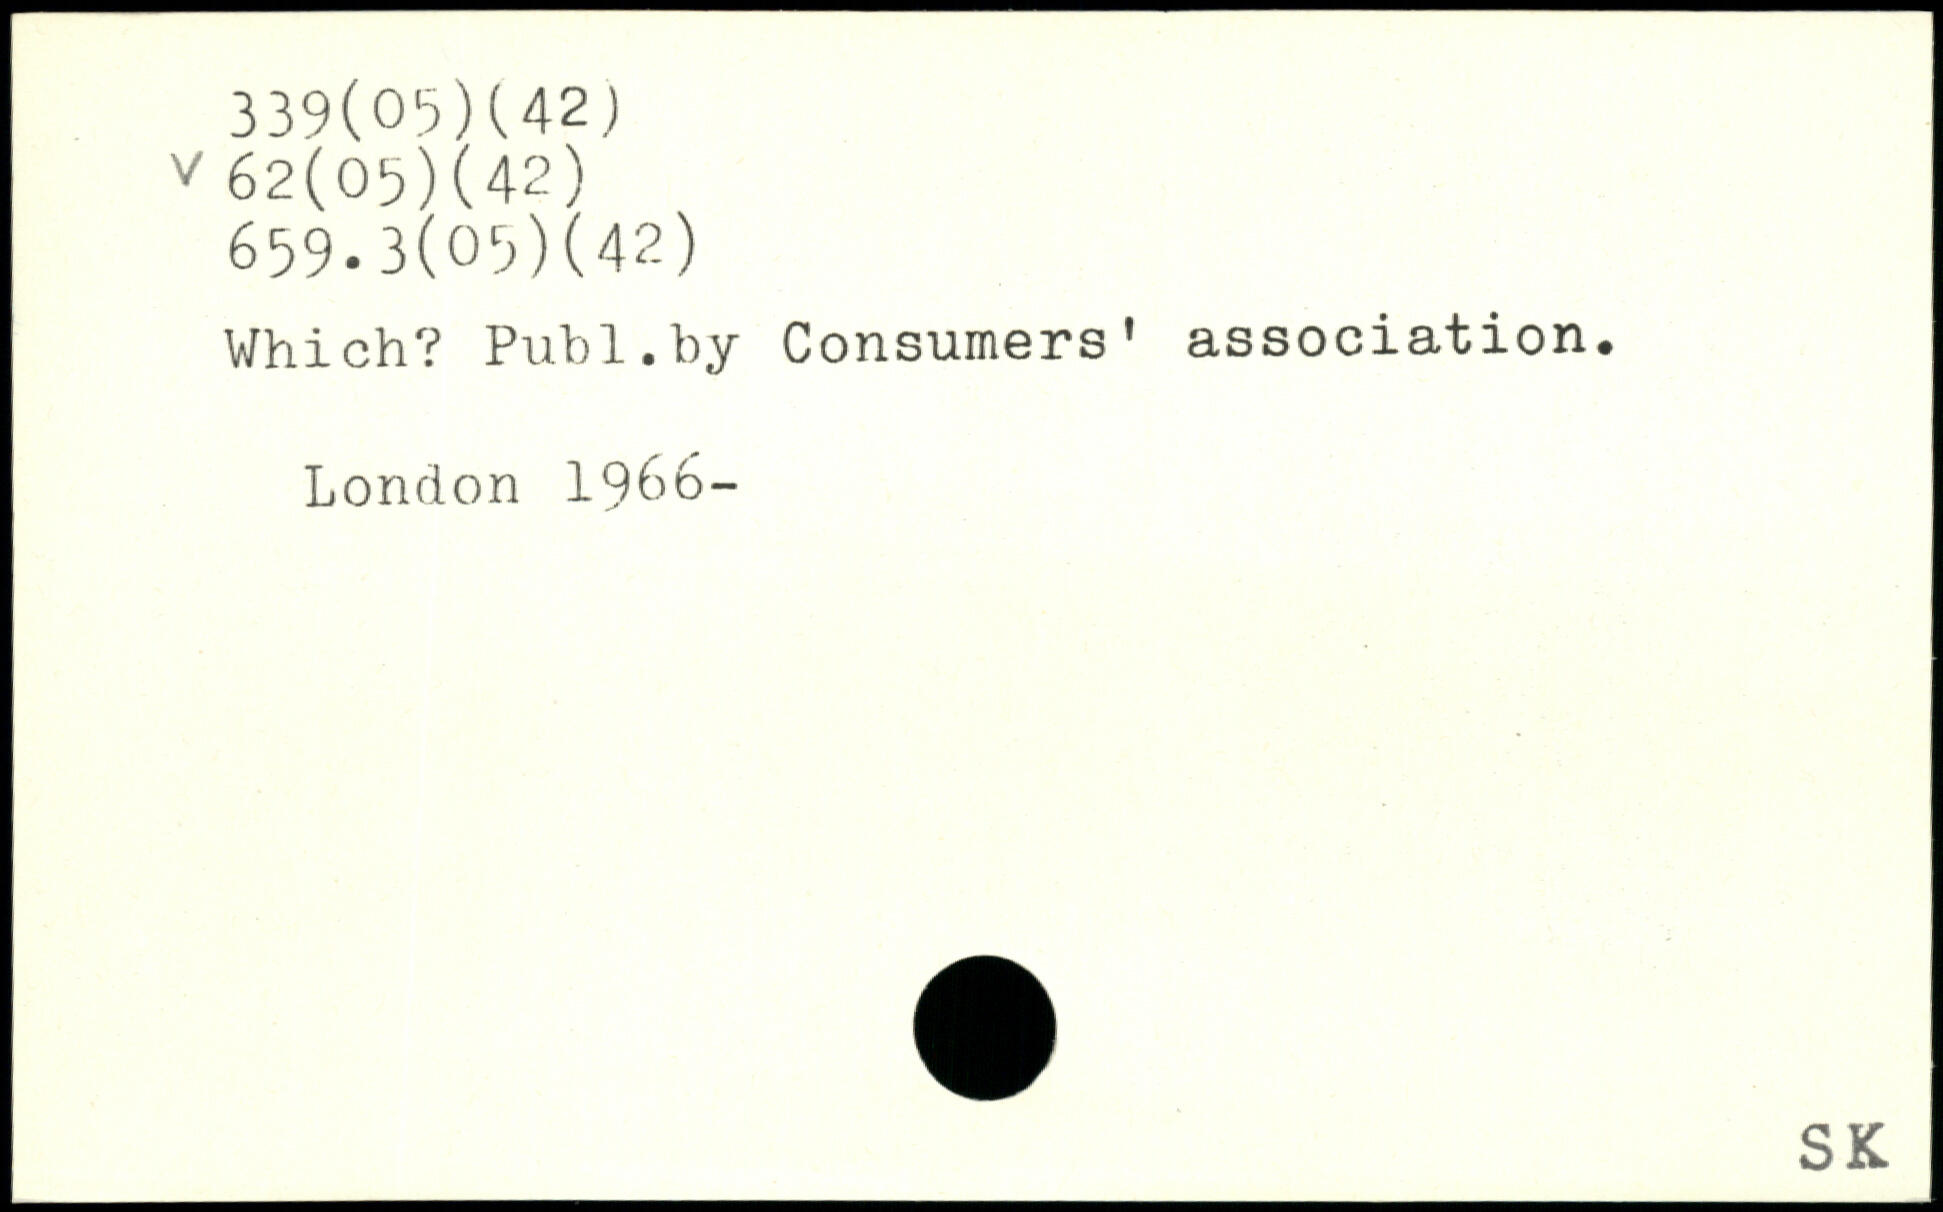 339(05)(42)
v 62(05)(42)
659.3(05)(42)
Which? Publ.by Consumers' association.
London 1966-
SK